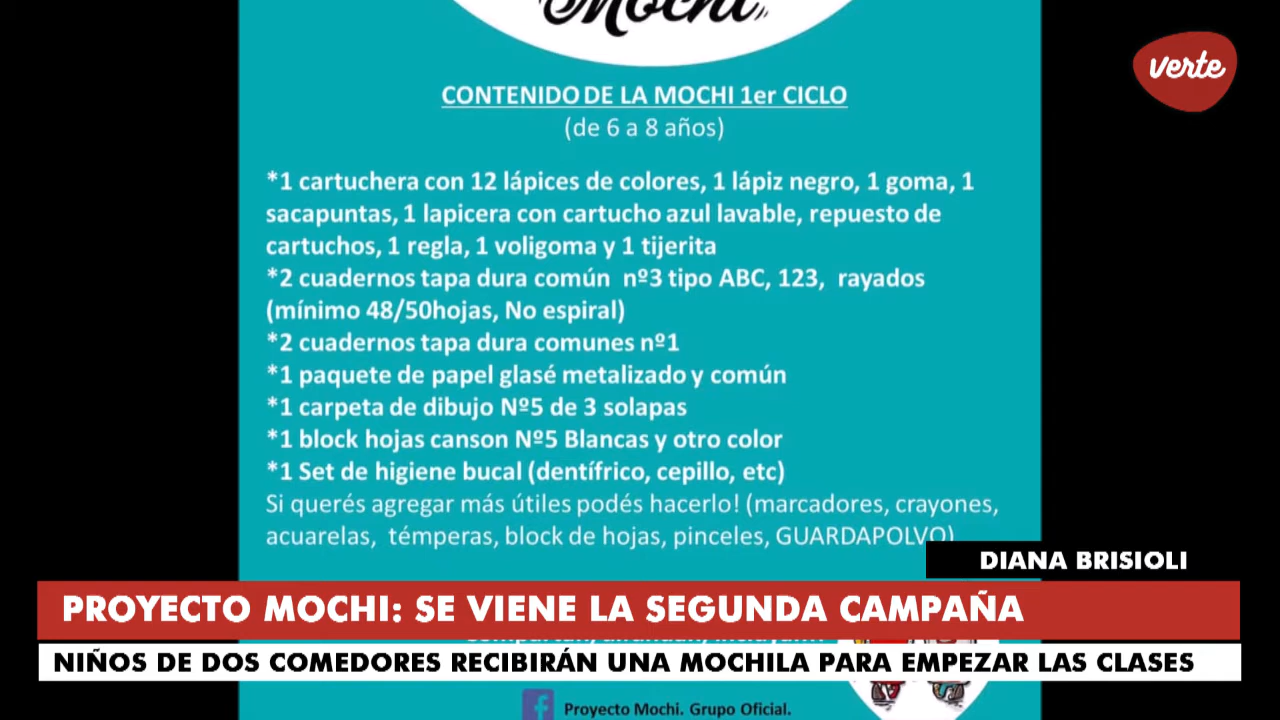 Mochi
verte
CONTENIDO DE LA MOCHI 1er CICLO
(de 6 a 8 años)
*1 cartuchera con 12 lápices de colores, 1 lápiz negro, 1 goma, 1
sacapuntas, 1 lapicera con cartucho azul lavable, repuesto de
cartuchos, 1 regla, 1 voligoma y 1 tijerita
*2 cuadernos tapa dura común nº3 tipo ABC, 123, rayados
(mínimo 48/50hojas, No espiral)
*2 cuadernos tapa dura comunes nº1
*1 paquete de papel glasé metalizado y común
*1 carpeta de dibujo Nº5 de 3 solapas
*1 block hojas canson Nº5 Blancas y otro color
*1 Set de higiene bucal (dentífrico, cepillo, etc)
Si querés agregar más útiles podés hacerlo! (marcadores, crayones,
acuarelas, témperas, block de hojas, pinceles, GUARDAPOLVO)
DIANA BRISIOLI
PROYECTO MOCHI: SE VIENE LA SEGUNDA CAMPAÑA
NIÑOS DE DOS COMEDORES RECIBIRÁN UNA MOCHILA PARA EMPEZAR LAS CLASES
Proyecto Mochi. Grupo Oficial.